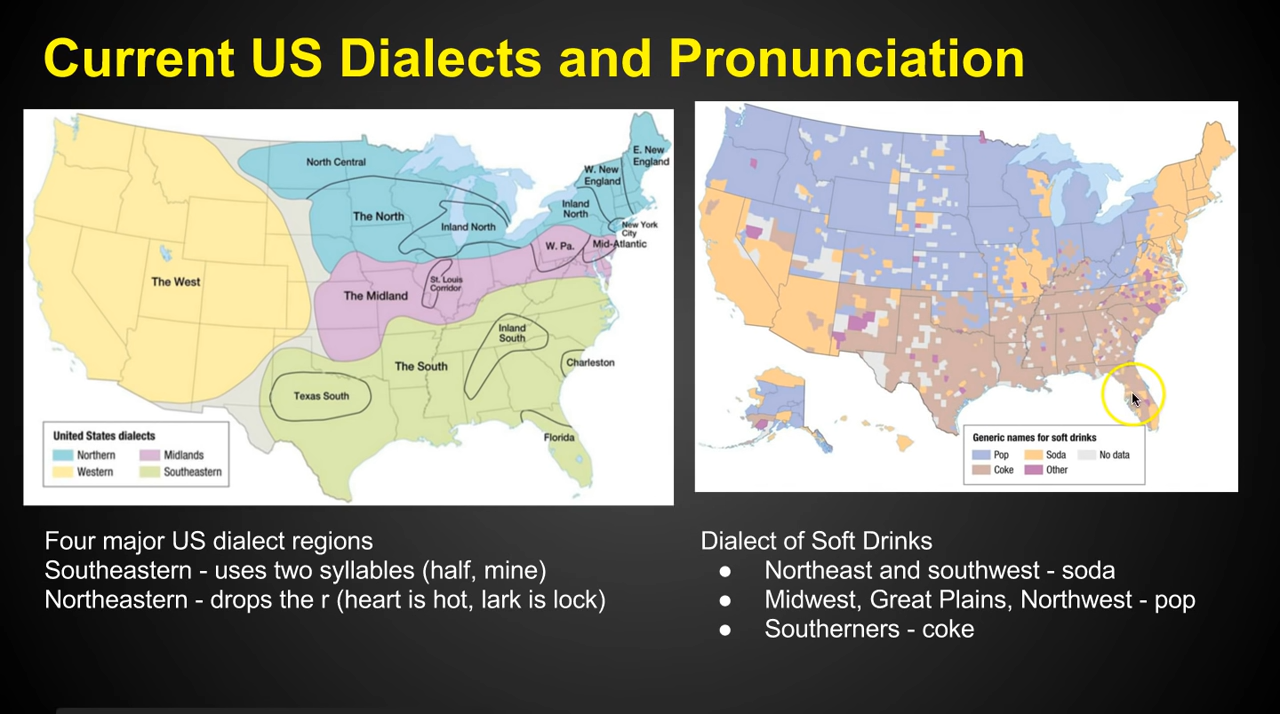 Current US Dialects and Pronunciation
North Central
The North
Inland North
Inland
North
W. New
England
E. New
England
New York
City
Mid-Atlantic
W. Pa.
The West
The Midland
St. Louis
Corridor
The South
Inland
South
Texas South
Charleston
Florida
United States dialects
Northern
Midlands
Western
Southeastern
Generic names for soft drinks
Pop
Soda
No data
Coke
Other
Four major US dialect regions
Southeastern - uses two syllables (half, mine)
Northeastern - drops the r (heart is hot, lark is lock)
Dialect of Soft Drinks
● Northeast and southwest - soda
● Midwest, Great Plains, Northwest - pop
● Southerners - coke